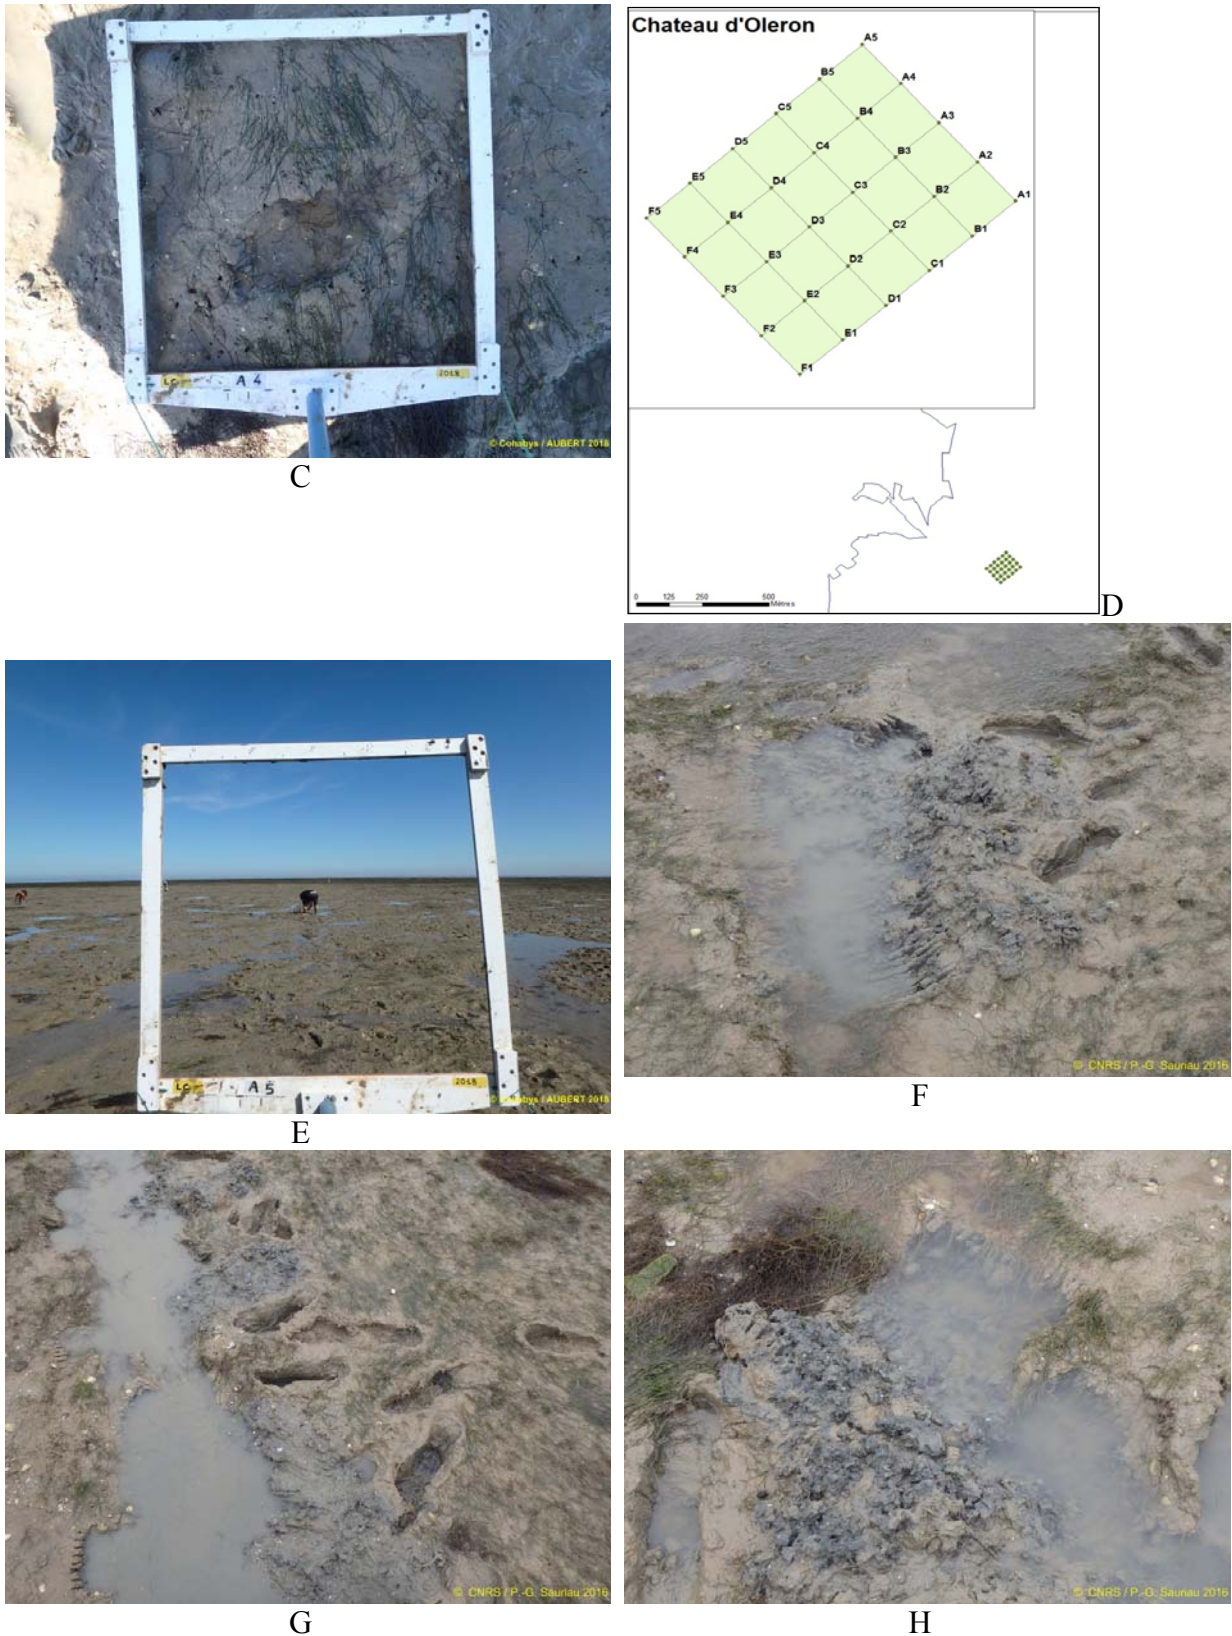 LC A 4 2018
© Cohabys / AUBERT 2018
C
Chateau d'Oleron
A5
B5
A4
C5
B4
A3
D5
C4
B3
A2
E5
D4
C3
B2
A1
F5
E4
D3
C2
B1
F4
E3
D2
C1
F3
E2
D1
F2
E1
F1
0 125 250 500
Mètres
D
LC A 5 2018
© Cohabys / AUBERT 2018
E
© CNRS / P.-G. Sauriau 2016
F
© CNRS / P.-G. Sauriau 2016
G
© CNRS / P.-G. Sauriau 2016
H